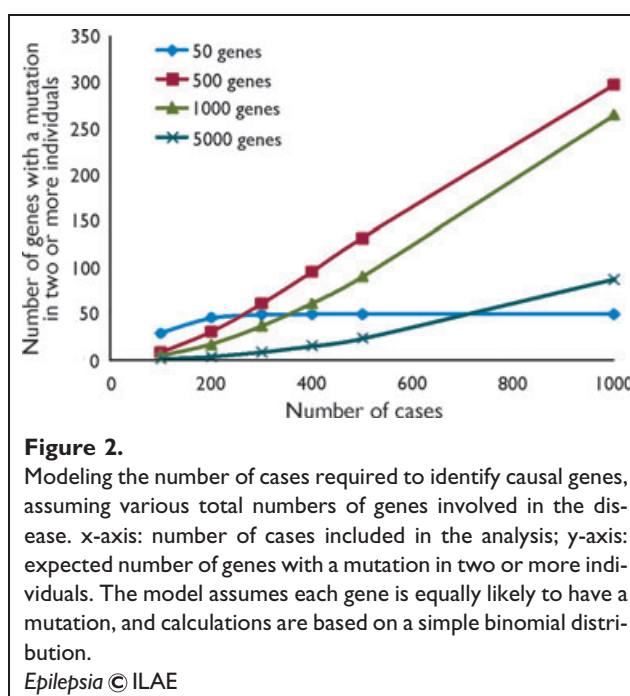 350
300
250
200
150
100
50
0
Number of genes with a mutation
in two or more individuals
50 genes
500 genes
1000 genes
5000 genes
0 200 400 600 800 1000
Number of cases
Figure 2.
Modeling the number of cases required to identify causal genes,
assuming various total numbers of genes involved in the dis-
ease. x-axis: number of cases included in the analysis; y-axis:
expected number of genes with a mutation in two or more indi-
viduals. The model assumes each gene is equally likely to have a
mutation, and calculations are based on a simple binomial distri-
bution.
Epilepsia © ILAE